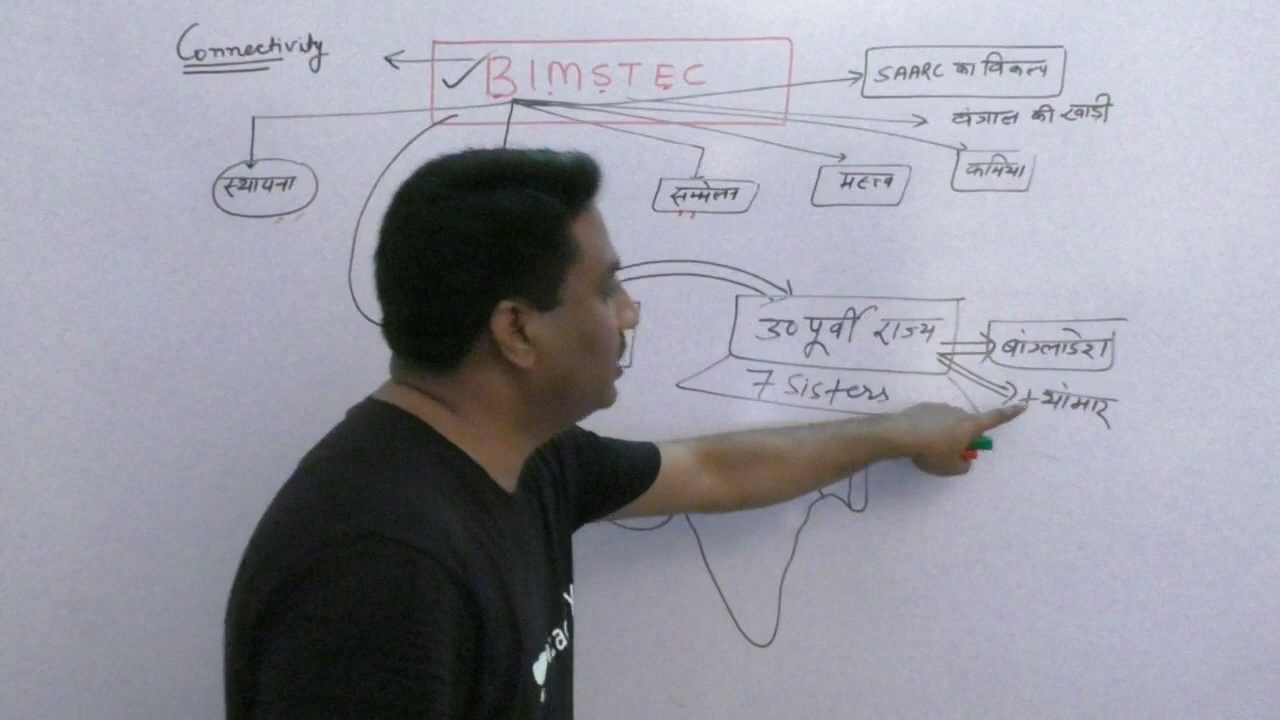 Connectivity
BIMSTEC
SAARC का विकल्प
बंगाल की खाड़ी
स्थापना
सम्मेलन
महत्व
कमियां
उ० पूर्वी राज्य
बांग्लादेश
7 Sisters
+ म्यांमार